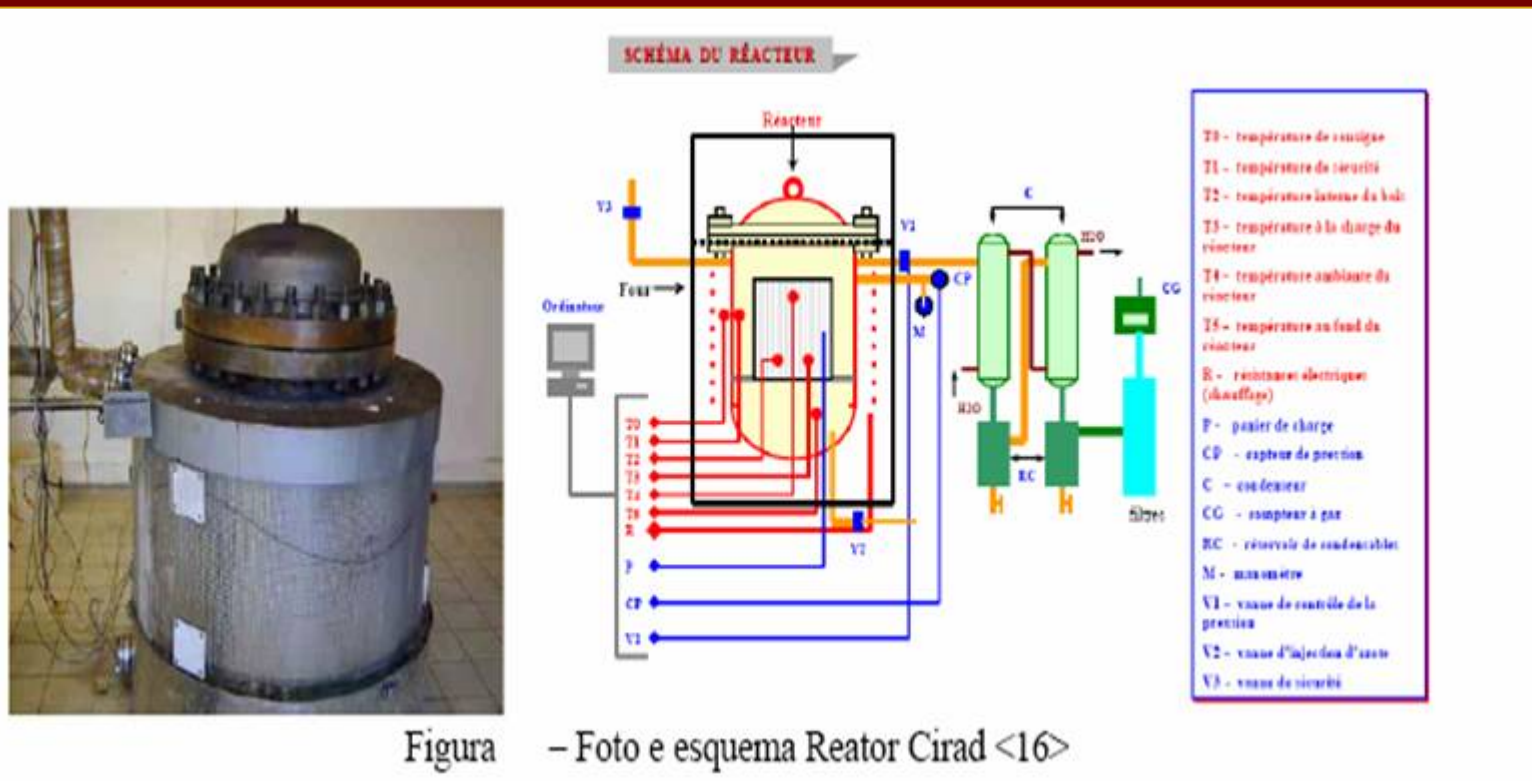 SCHÉMA DU RÉACTEUR
Réacteur
V3
V1
C
H2O
CP
CG
Four
M
Ordinateur
H2O
T0
T1
T2
T3
T4
T5
R
RC
filtres
V2
P
CP
V1
T0 - température de consigne
T1 - température de sécurité
T2 - température interne du bois
T3 - température à la charge du
réacteur
T4 - température ambiante du
réacteur
T5 - température au fond du
réacteur
R - résistances électriques
(chauffage)
P - panier de charge
CP - capteur de pression
C - condenseur
CG - compteur à gaz
RC - réservoir de condensables
M - manomètre
V1 - vanne de contrôle de la
pression
V2 - vanne d'injection d'azote
V3 - vanne de sécurité
Figura – Foto e esquema Reator Cirad <16>